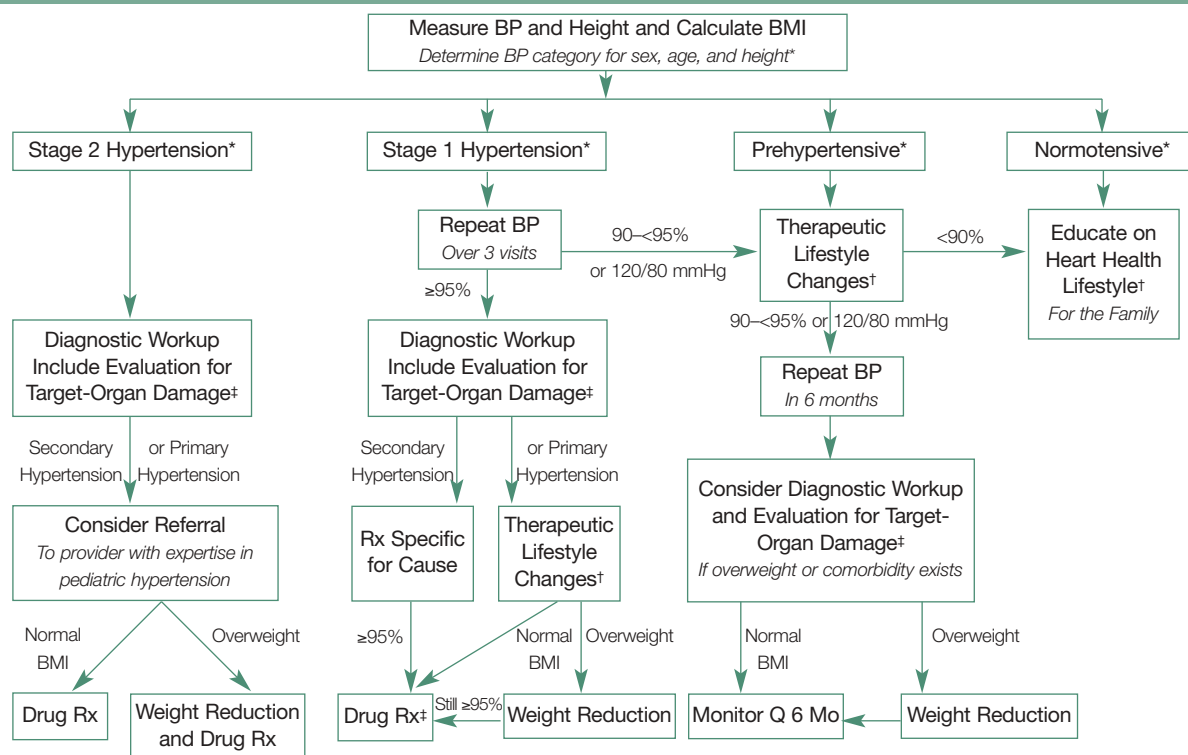 Measure BP and Height and Calculate BMI
Determine BP category for sex, age, and height*
Stage 2 Hypertension*
Stage 1 Hypertension*
Prehypertensive*
Normotensive*
Repeat BP
Over 3 visits
90–<95%
or 120/80 mmHg
Therapeutic
Lifestyle
Changes†
<90%
Educate on
Heart Health
Lifestyle†
For the Family
≥95%
90–<95% or 120/80 mmHg
Diagnostic Workup
Include Evaluation for
Target-Organ Damage‡
Diagnostic Workup
Include Evaluation for
Target-Organ Damage‡
Repeat BP
In 6 months
Secondary
Hypertension
or Primary
Hypertension
Secondary
Hypertension
or Primary
Hypertension
Consider Diagnostic Workup
and Evaluation for Target-
Organ Damage‡
If overweight or comorbidity exists
Consider Referral
To provider with expertise in
pediatric hypertension
Rx Specific
for Cause
Therapeutic
Lifestyle
Changes†
Normal
BMI
Overweight
≥95%
Normal
BMI
Overweight
Normal
BMI
Overweight
Drug Rx
Weight Reduction
and Drug Rx
Drug Rx‡
Still ≥95%
Weight Reduction
Monitor Q 6 Mo
Weight Reduction